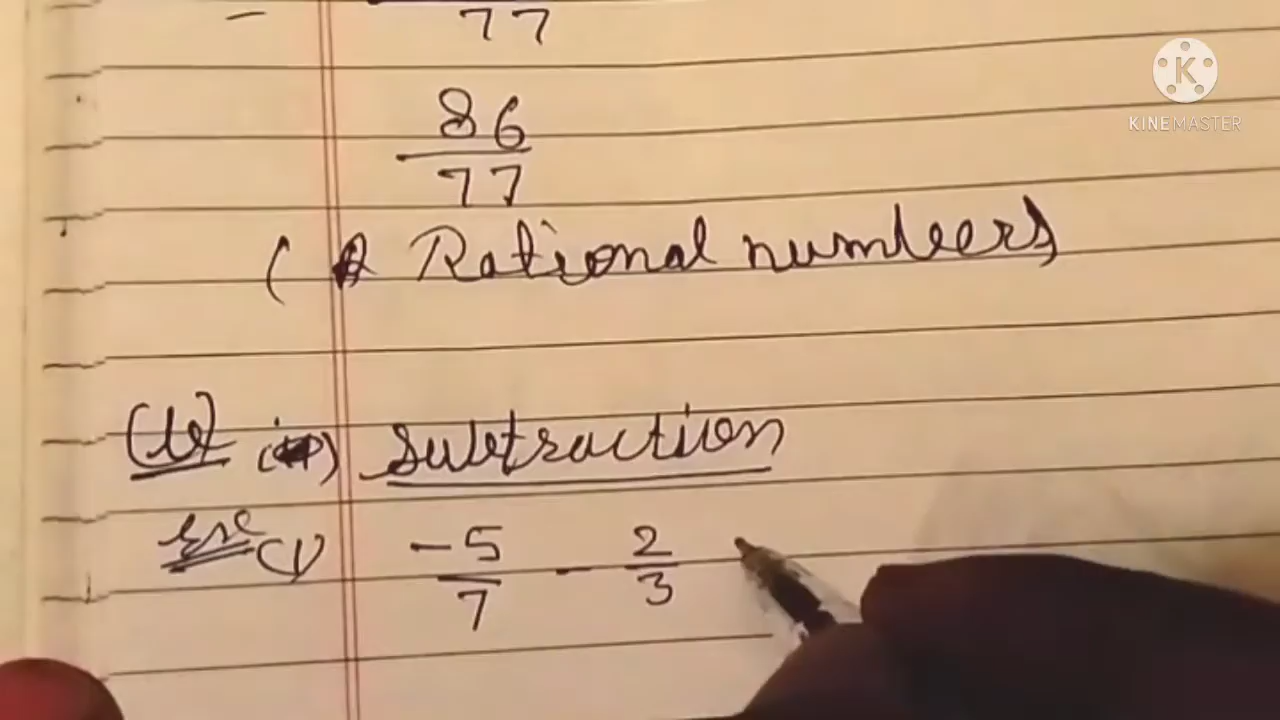 - 77
86
77
( Rational numbers)
(b) Subtraction
Ex (1) -5/7 - 2/3
K
KINEMASTER